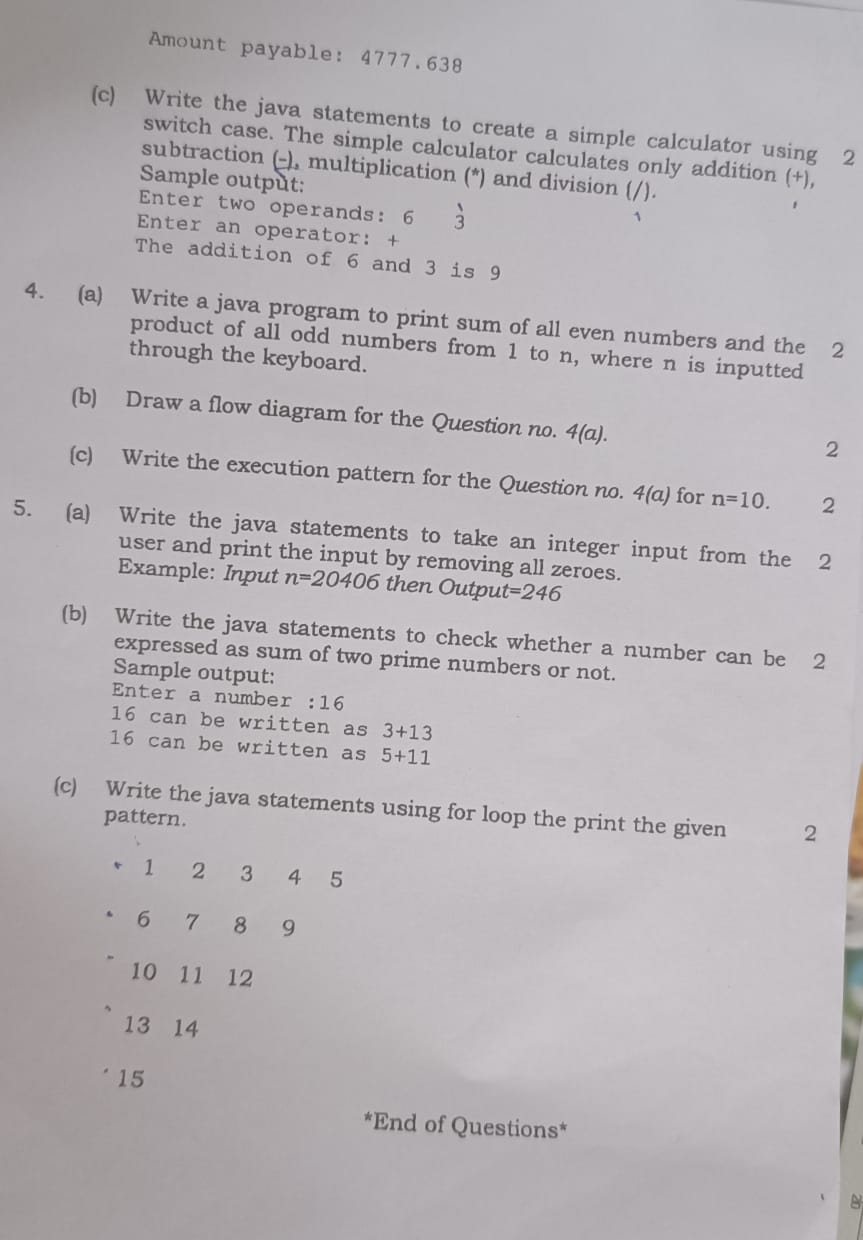 Amount payable: 4777.638
(c) Write the java statements to create a simple calculator using 2
switch case. The simple calculator calculates only addition (+),
subtraction (-), multiplication (*) and division (/).
Sample output:
Enter two operands: 6 3
Enter an operator: +
The addition of 6 and 3 is 9
4. (a) Write a java program to print sum of all even numbers and the 2
product of all odd numbers from 1 to n, where n is inputted
through the keyboard.
(b) Draw a flow diagram for the Question no. 4(a). 2
(c) Write the execution pattern for the Question no. 4(a) for n=10. 2
5. (a) Write the java statements to take an integer input from the 2
user and print the input by removing all zeroes.
Example: Input n=20406 then Output=246
(b) Write the java statements to check whether a number can be 2
expressed as sum of two prime numbers or not.
Sample output:
Enter a number :16
16 can be written as 3+13
16 can be written as 5+11
(c) Write the java statements using for loop the print the given 2
pattern.
1 2 3 4 5
6 7 8 9
10 11 12
13 14
15
*End of Questions*